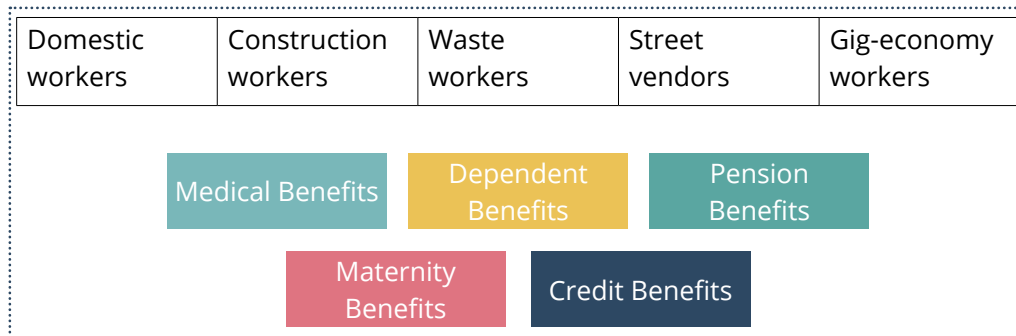 Domestic
workers
Construction
workers
Waste
workers
Street
vendors
Gig-economy
workers
Medical Benefits
Dependent
Benefits
Pension
Benefits
Maternity
Benefits
Credit Benefits